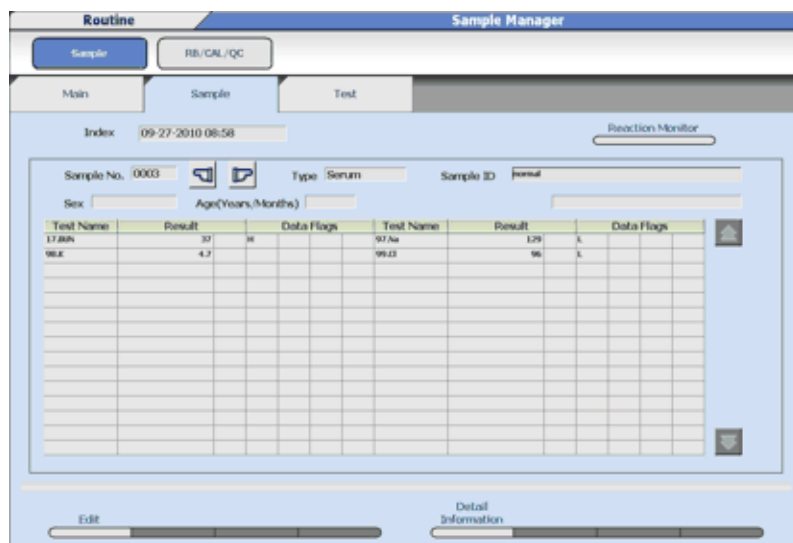 Routine Sample Manager
Sample RB/CAL/QC
Main Sample Test
Index 09-27-2010 08:58 Reaction Monitor
Sample No. 0003 Type Serum Sample ID normal
Sex Age(Years/Months)
Test Name Result Data Flags Test Name Result Data Flags
17.BUN 37 H 97.Na 129 L
98.K 4.7 99.Cl 96 L
Edit Detail
Information